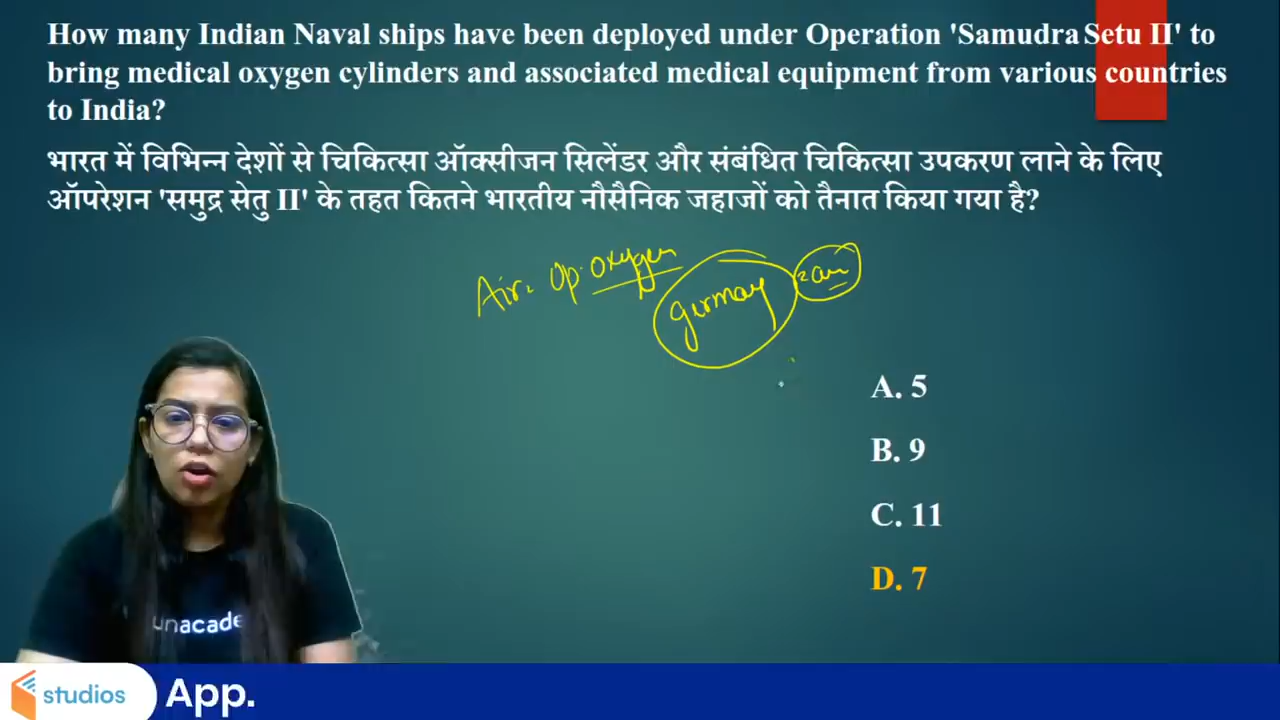 How many Indian Naval ships have been deployed under Operation 'Samudra Setu II' to
bring medical oxygen cylinders and associated medical equipment from various countries
to India?
भारत में विभिन्न देशों से चिकित्सा ऑक्सीजन सिलेंडर और संबंधित चिकित्सा उपकरण लाने के लिए
ऑपरेशन 'समुद्र सेतु II' के तहत कितने भारतीय नौसैनिक जहाजों को तैनात किया गया है?
Air. Op. oxygen
germay
A. 5
B. 9
C. 11
D. 7
unacade
studios
App.